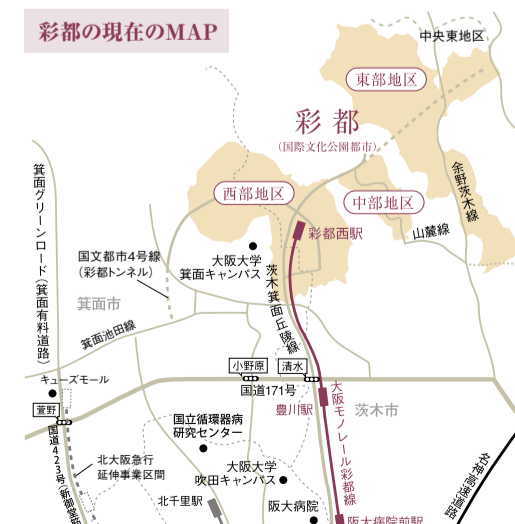 彩都の現在のMAP
中央東地区
東部地区
彩都
（国際文化公園都市）
余野茨木線
西部地区
中部地区
山麓線
彩都西駅
箕面グリーンロード（箕面有料道路）
国文都市4号線
（彩都トンネル）
大阪大学
箕面キャンパス
茨木箕面丘陵線
箕面市
箕面池田線
小野原
清水
キューズモール
国道171号
萱野
豊川駅
茨木市
大阪モノレール彩都線
国立循環器病
研究センター
国道423号（新御堂筋
北大阪急行
延伸事業区間
大阪大学
吹田キャンパス
名神高速道路
北千里駅
阪大病院
阪大病院前駅